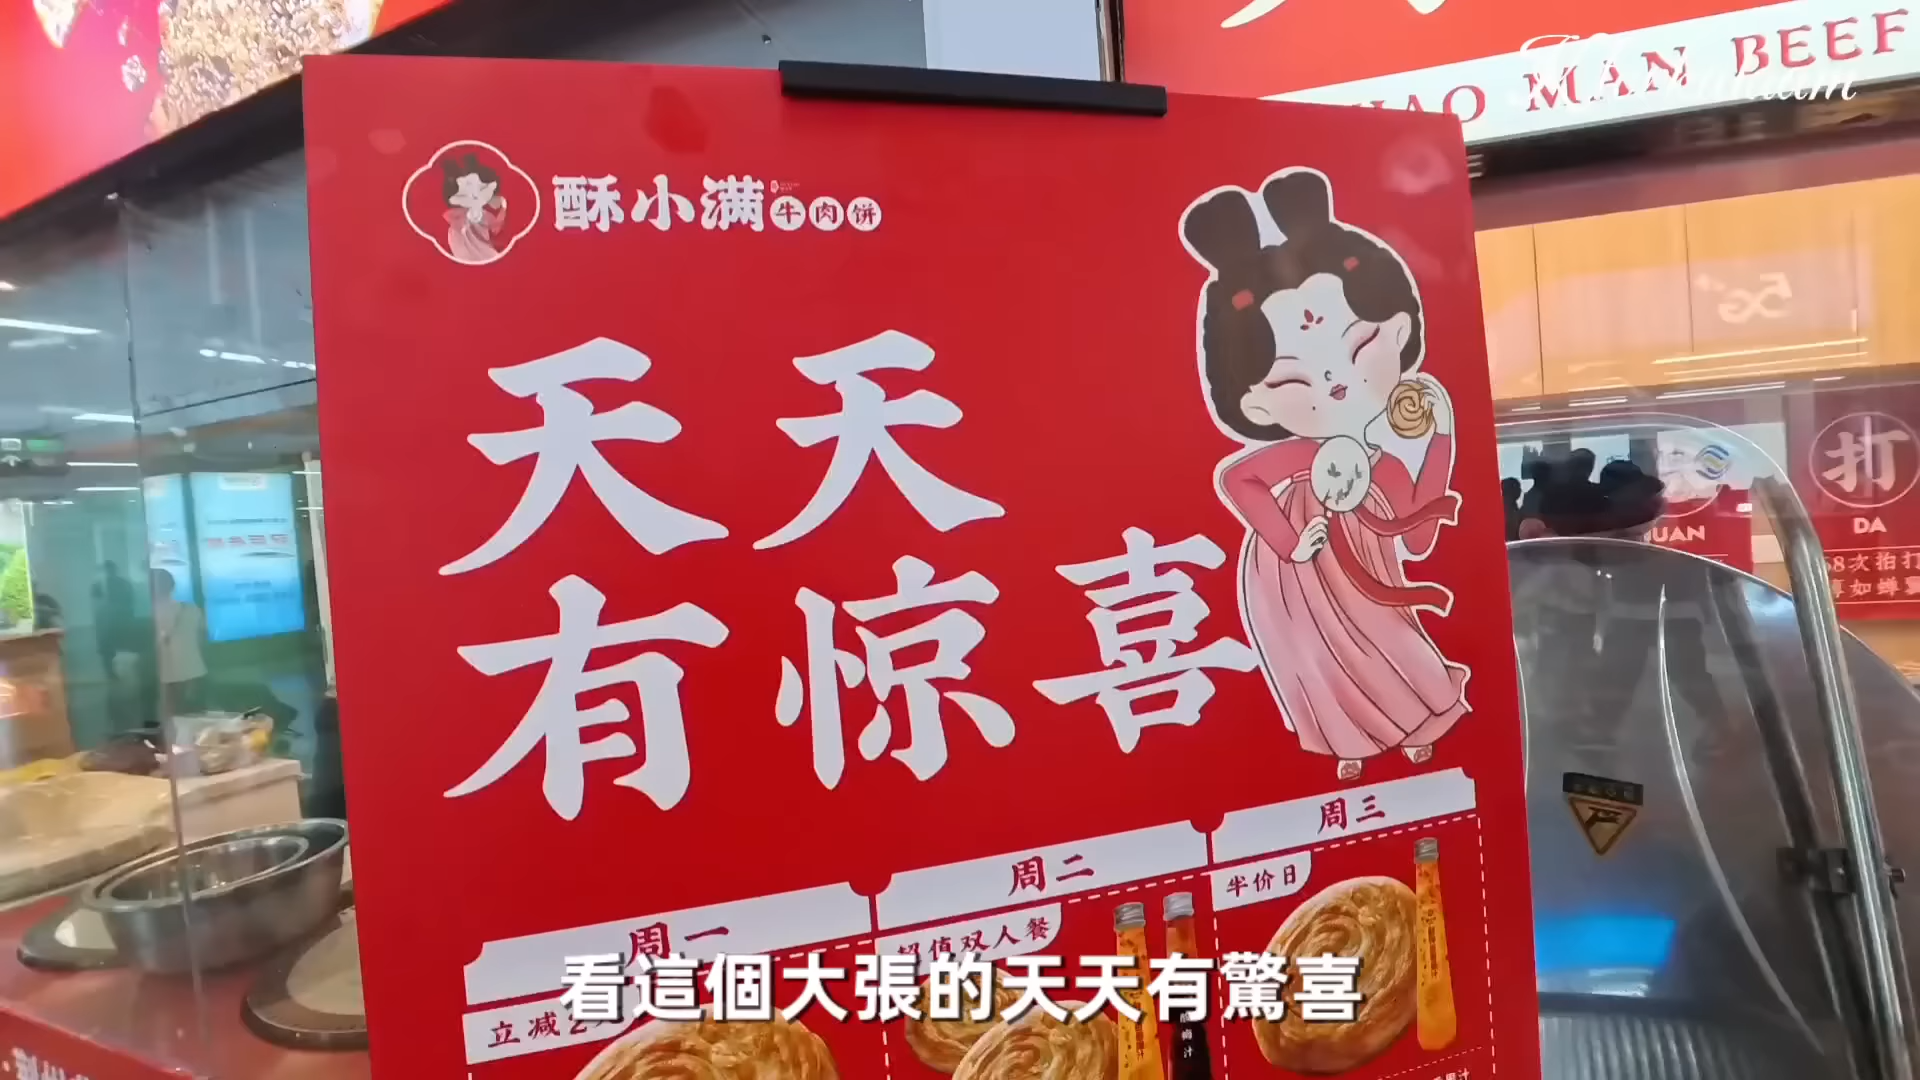 MAN BEEF
酥小满
牛肉饼
天天
有惊喜
打
DA
周一
周二
周三
半价日
超值双人餐
立减2元
看這個大張的天天有驚喜